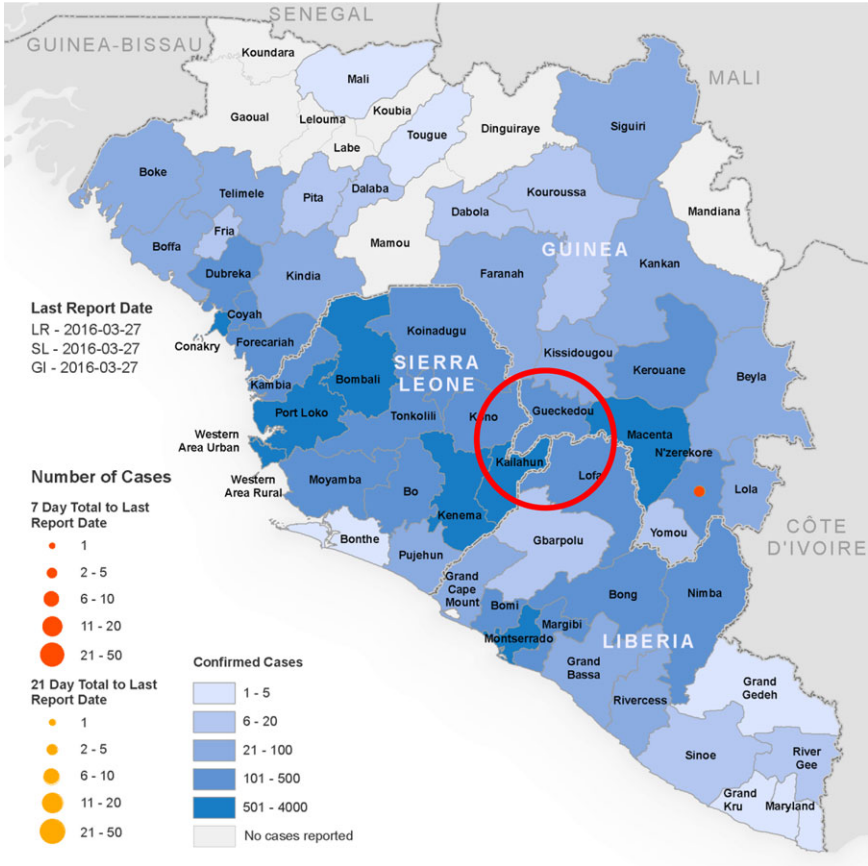 SENEGAL
GUINEA-BISSAU
MALI
Koundara
Mali
Gaoual
Lelouma
Koubia
Labe
Tougue
Dinguiraye
Siguiri
Boke
Telimele
Pita
Dalaba
Kouroussa
Mandiana
Fria
Dabola
Boffa
Mamou
GUINEA
Dubreka
Kindia
Faranah
Kankan
Last Report Date
LR - 2016-03-27
SL - 2016-03-27
GI - 2016-03-27
Coyah
Conakry
Forecariah
Koinadugu
Kissidougou
Kerouane
Beyla
SIERRA
LEONE
Kambia
Bombali
Port Loko
Tonkolili
Kono
Gueckedou
Macenta
N'zerekore
Western
Area Urban
Kailahun
Lofa
Lola
Western
Area Rural
Moyamba
Bo
Kenema
Yomou
CÔTE
D'IVOIRE
Bonthe
Pujehun
Gbarpolu
Grand
Cape
Mount
Bomi
Bong
Nimba
Margibi
Montserrado
LIBERIA
Grand
Bassa
Rivercess
Grand
Gedeh
Sinoe
River
Gee
Grand
Kru
Maryland
Number of Cases
7 Day Total to Last
Report Date
1
2 - 5
6 - 10
11 - 20
21 - 50
21 Day Total to Last
Report Date
1
2 - 5
6 - 10
11 - 20
21 - 50
Confirmed Cases
1 - 5
6 - 20
21 - 100
101 - 500
501 - 4000
No cases reported